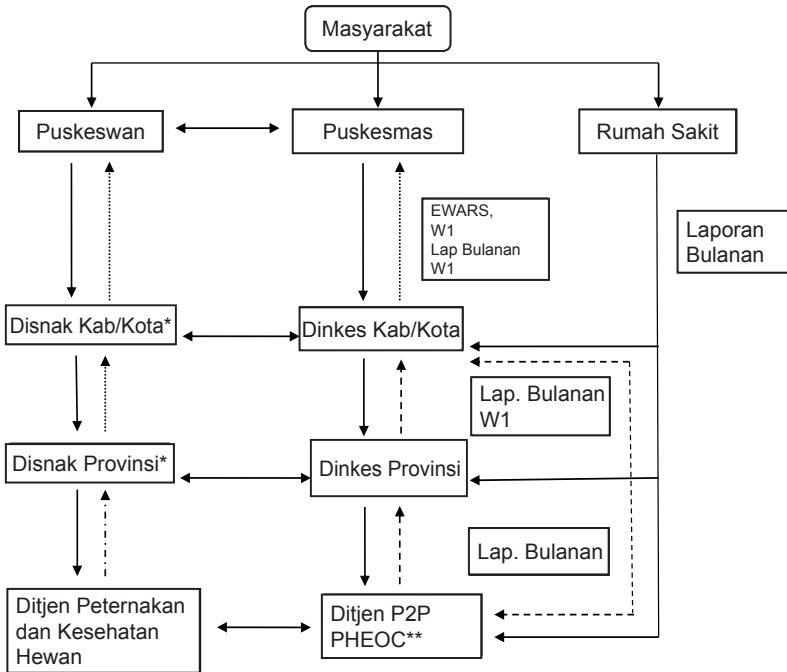 Masyarakat
Puskeswan
Puskesmas
Rumah Sakit
EWARS,
W1
Lap Bulanan
W1
Laporan
Bulanan
Disnak Kab/Kota*
Dinkes Kab/Kota
Lap. Bulanan
W1
Disnak Provinsi*
Dinkes Provinsi
Lap. Bulanan
Ditjen Peternakan
dan Kesehatan
Hewan
Ditjen P2P
PHEOC**